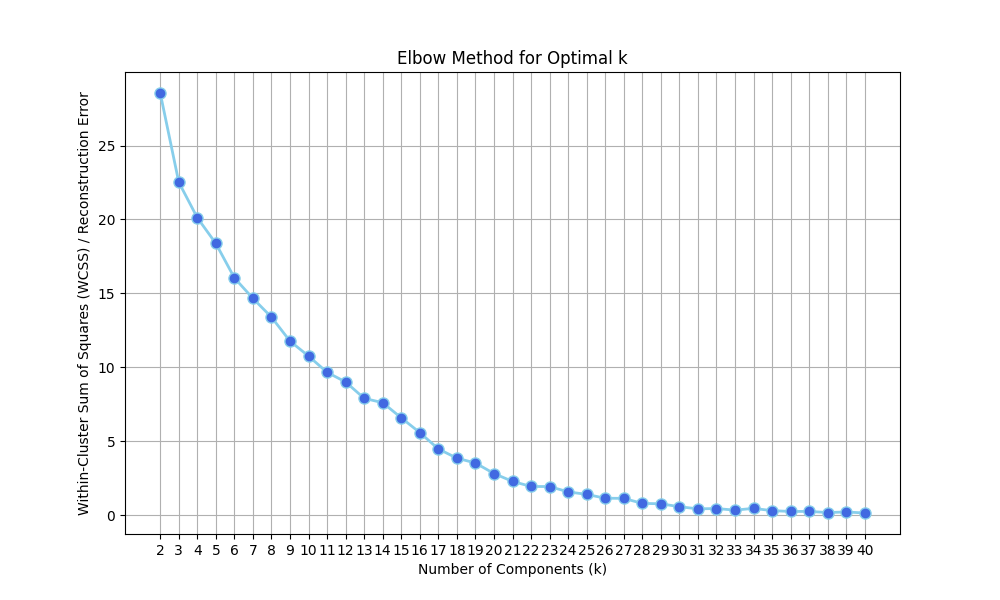 Elbow Method for Optimal k
Within-Cluster Sum of Squares (WCSS) / Reconstruction Error
25
20
15
10
5
0
2 3 4 5 6 7 8 9 10 11 12 13 14 15 16 17 18 19 20 21 22 23 24 25 26 27 28 29 30 31 32 33 34 35 36 37 38 39 40
Number of Components (k)